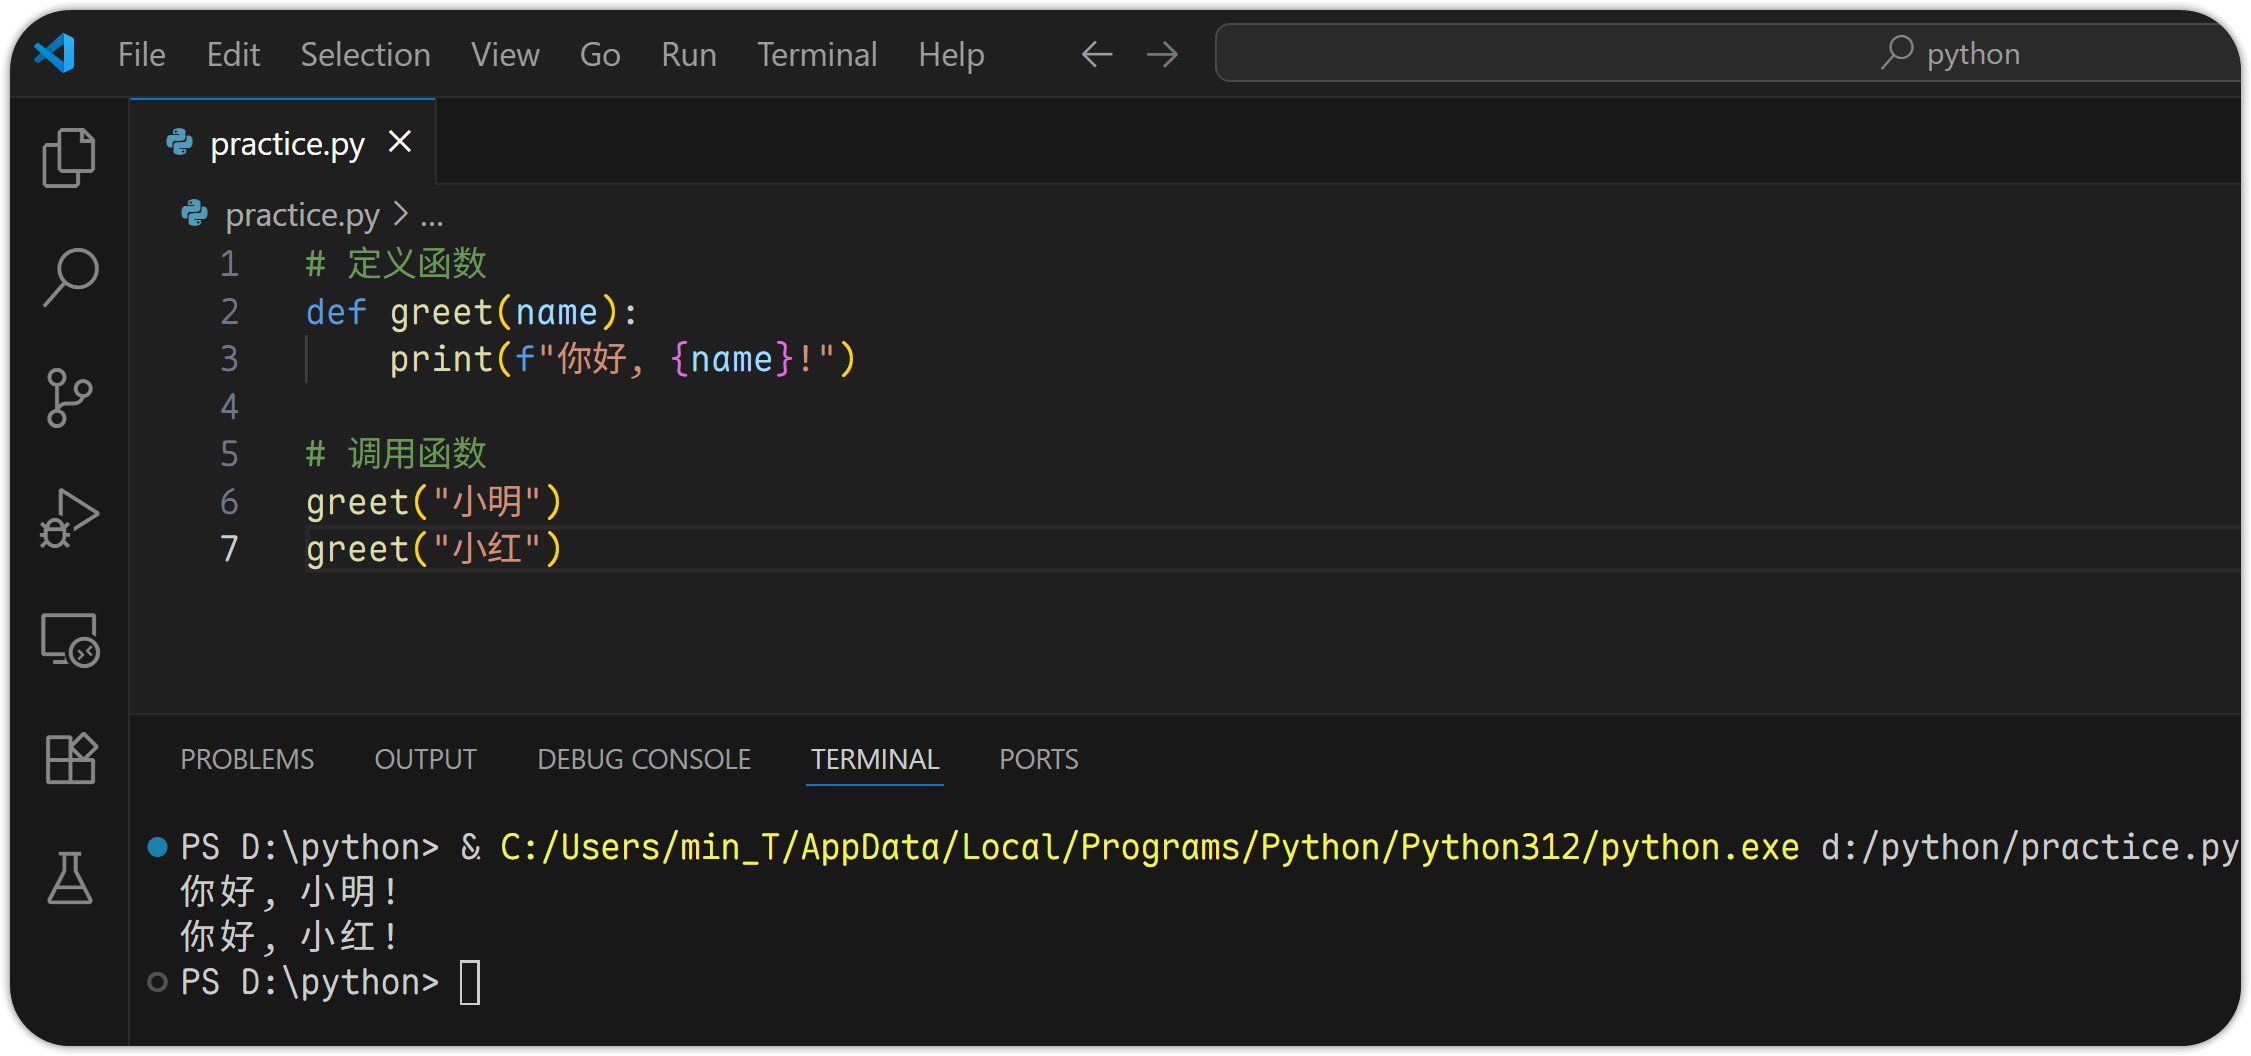 File Edit Selection View Go Run Terminal Help python
practice.py
practice.py > ...
1 # 定义函数
2 def greet(name):
3     print(f"你好, {name}!")
4
5 # 调用函数
6 greet("小明")
7 greet("小红")
PROBLEMS OUTPUT DEBUG CONSOLE TERMINAL PORTS
PS D:\python> & C:/Users/min_T/AppData/Local/Programs/Python/Python312/python.exe d:/python/practice.py
你好, 小明!
你好, 小红!
PS D:\python>